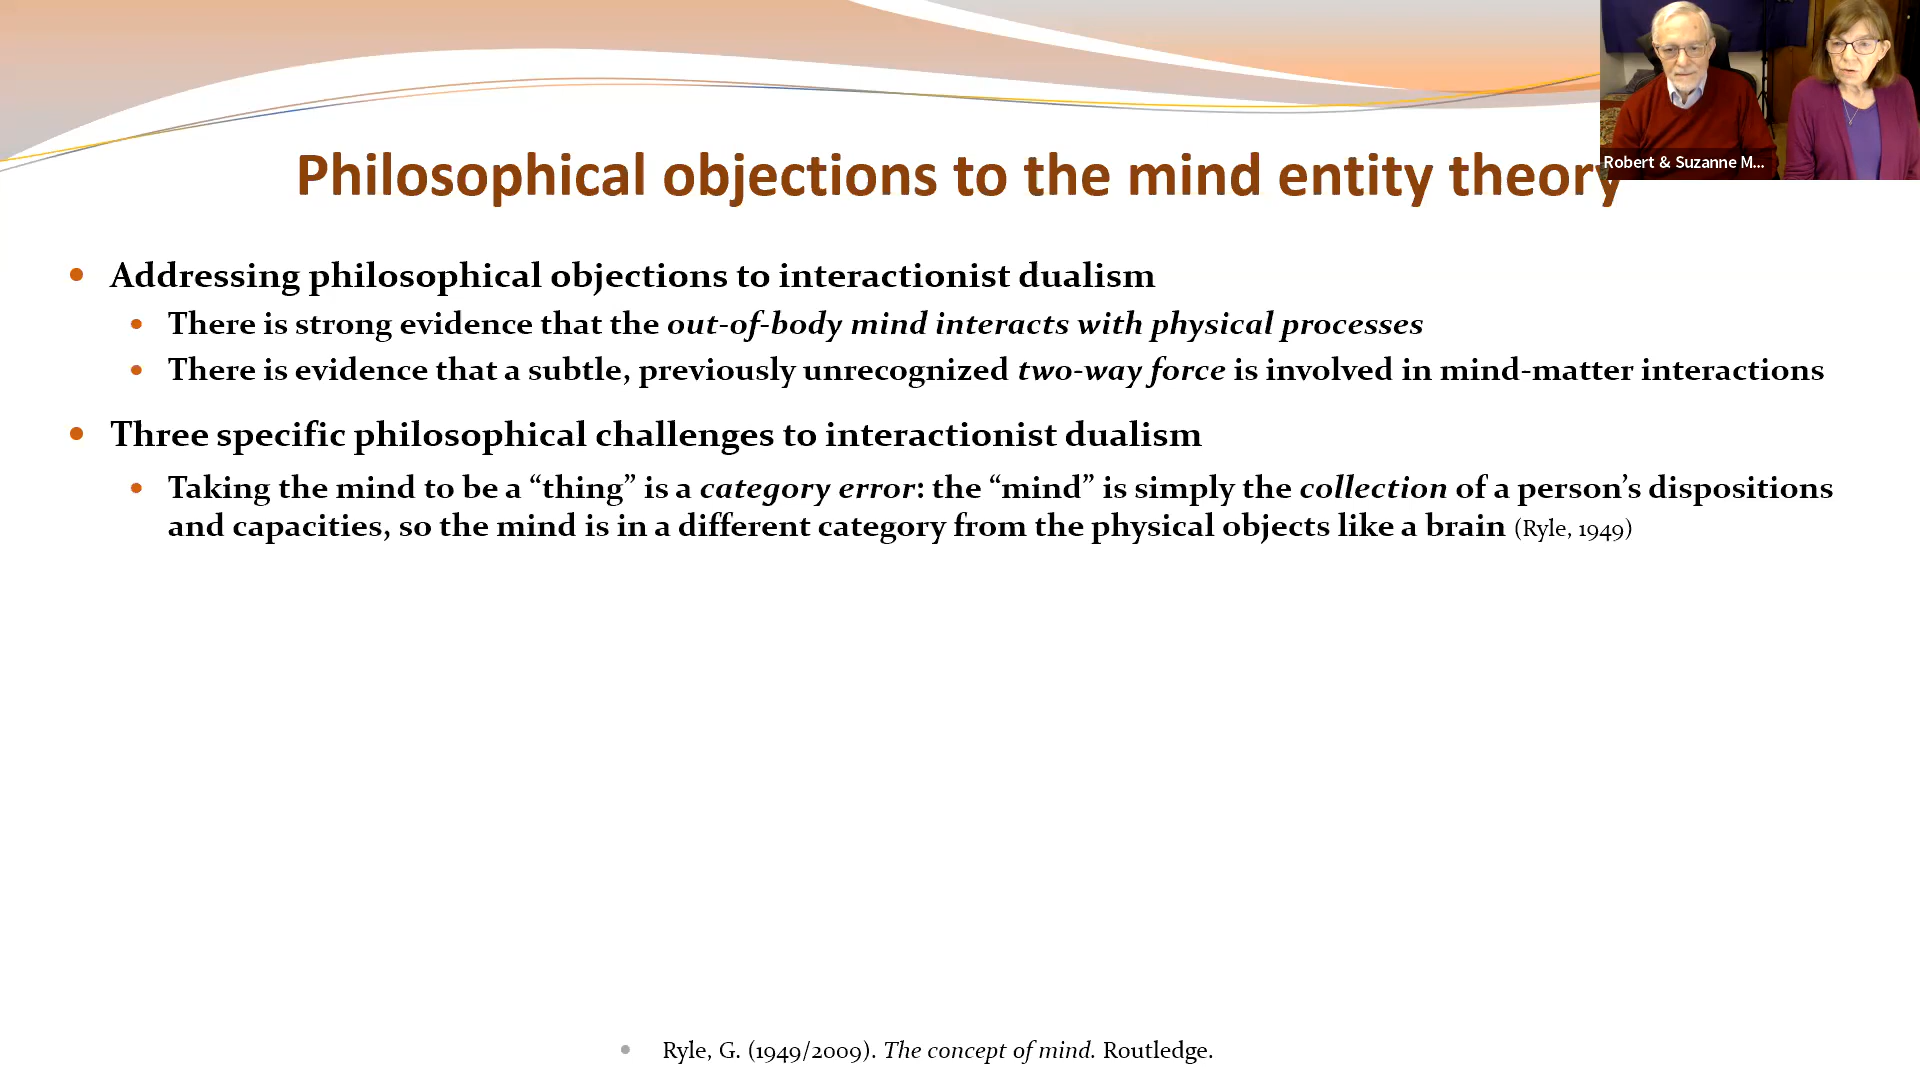 Robert & Suzanne M...
Philosophical objections to the mind entity theory
• Addressing philosophical objections to interactionist dualism
• There is strong evidence that the out-of-body mind interacts with physical processes
• There is evidence that a subtle, previously unrecognized two-way force is involved in mind-matter interactions
• Three specific philosophical challenges to interactionist dualism
• Taking the mind to be a “thing” is a category error: the “mind” is simply the collection of a person’s dispositions
and capacities, so the mind is in a different category from the physical objects like a brain (Ryle, 1949)
• Ryle, G. (1949/2009). The concept of mind. Routledge.